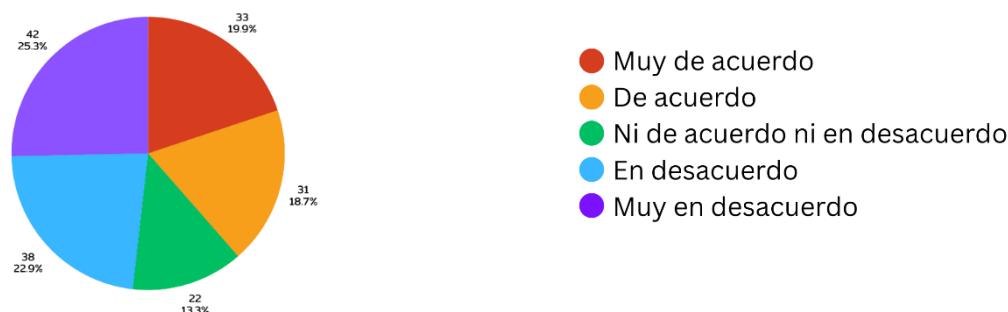 33
19.9%
42
25.3%
31
18.7%
38
22.9%
22
13.3%
Muy de acuerdo
De acuerdo
Ni de acuerdo ni en desacuerdo
En desacuerdo
Muy en desacuerdo